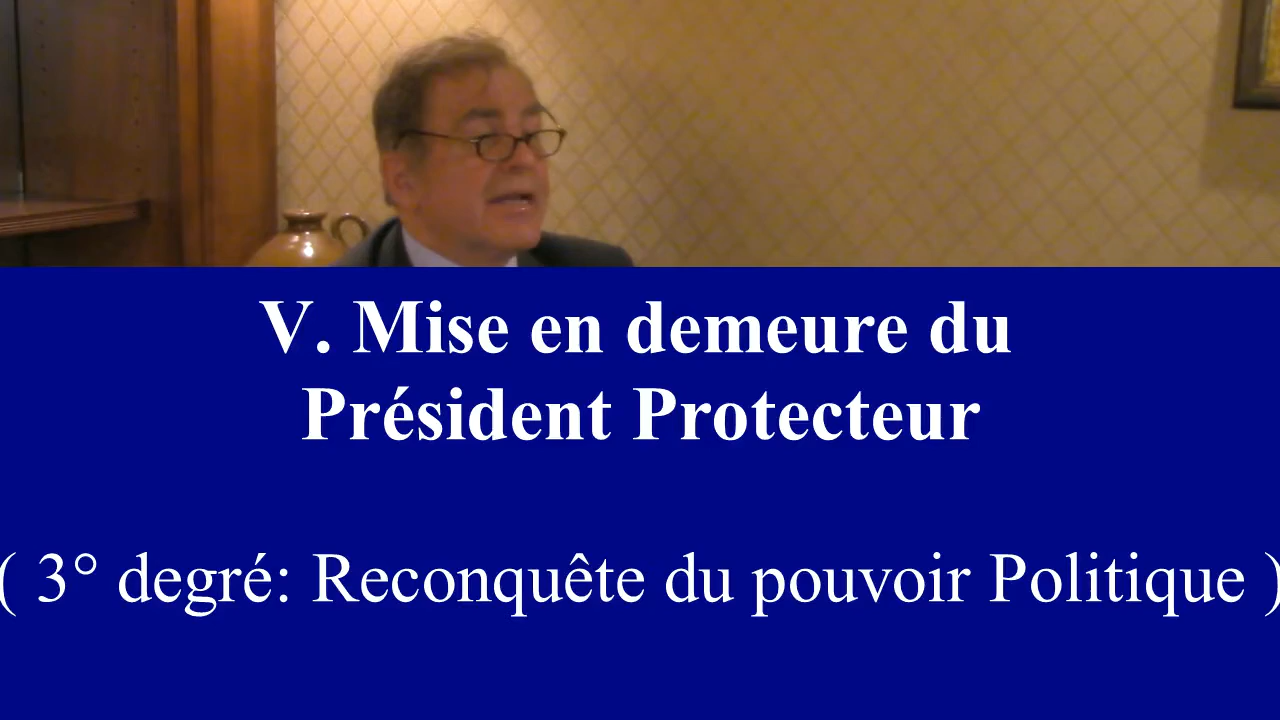 V. Mise en demeure du
Président Protecteur
( 3° degré: Reconquête du pouvoir Politique )